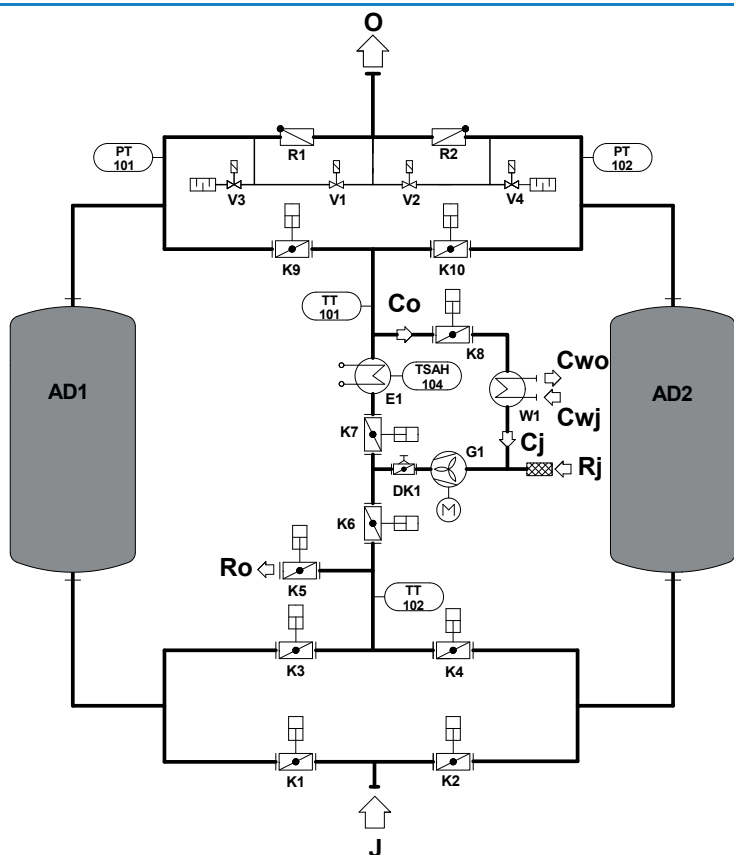 O
PT
101
PT
102
R1
R2
V3
V1
V2
V4
K9
K10
TT
101
Co
K8
AD1
TSAH
104
E1
Cwo
AD2
W1
Cwj
K7
G1
Cj
DK1
Rj
K6
M
Ro
K5
TT
102
K3
K4
K1
K2
J